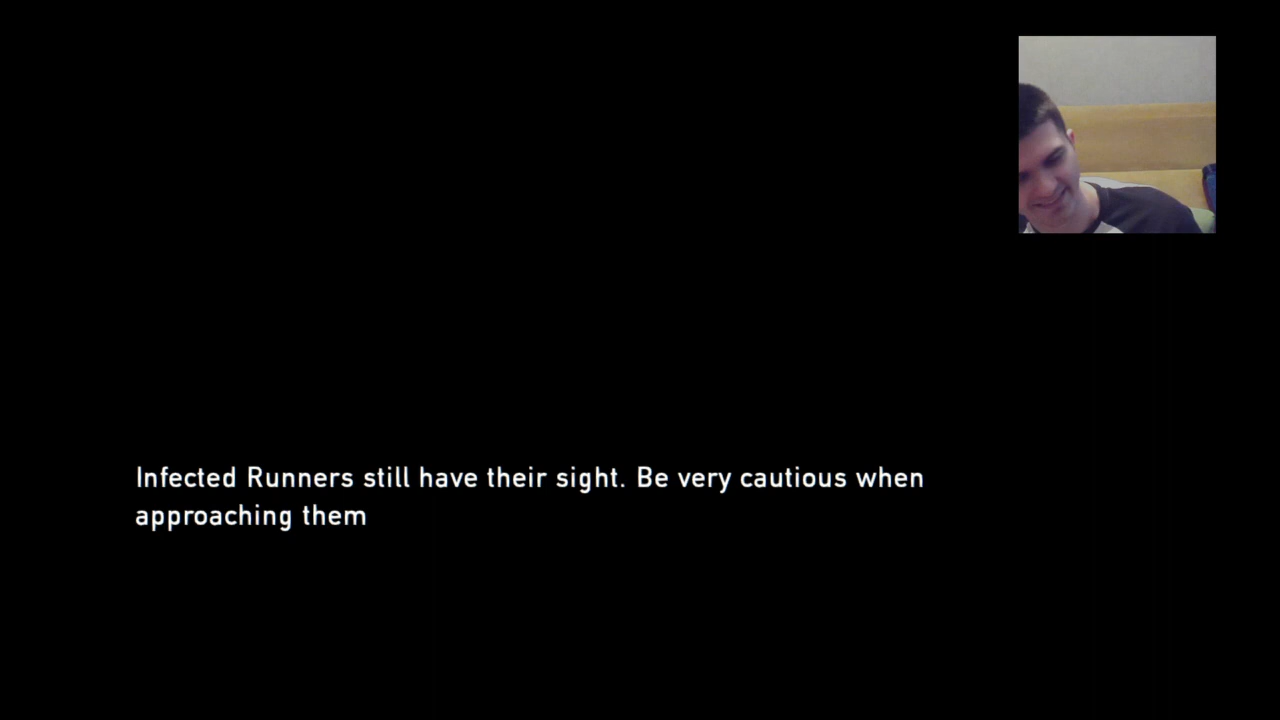 Infected Runners still have their sight. Be very cautious when
approaching them